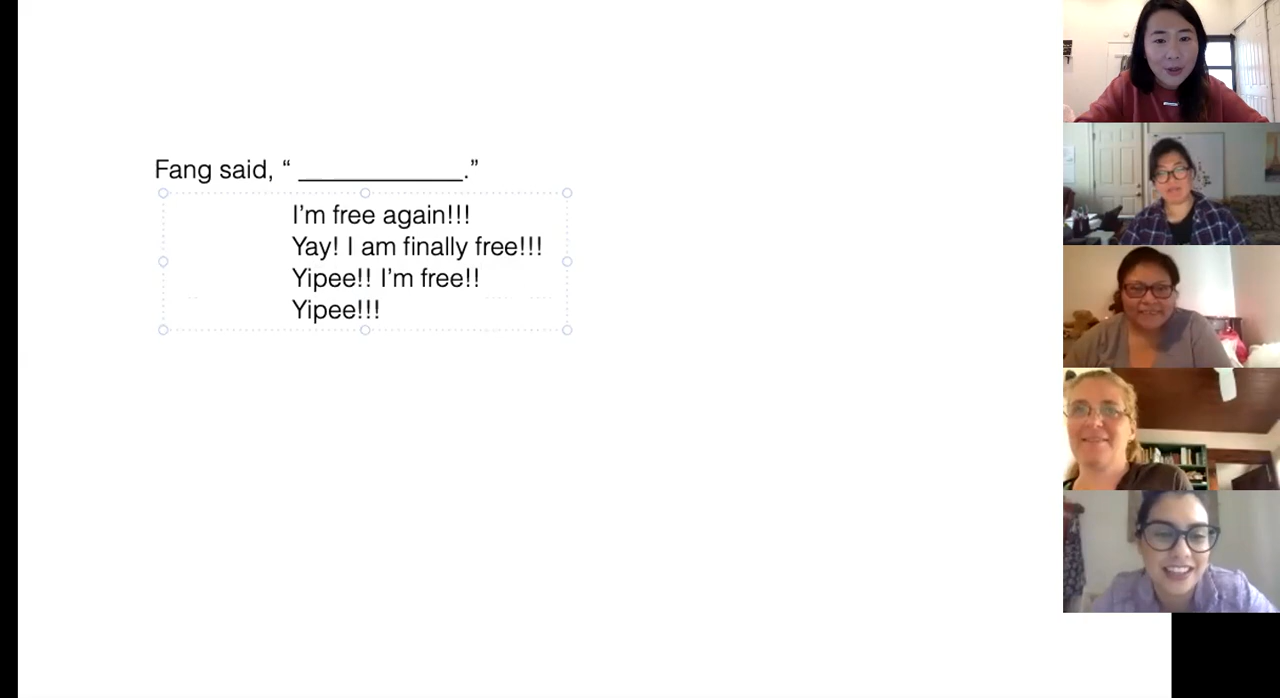 Fang said, “ ____________.”
I’m free again!!!
Yay! I am finally free!!!
Yipee!! I’m free!!
Yipee!!!